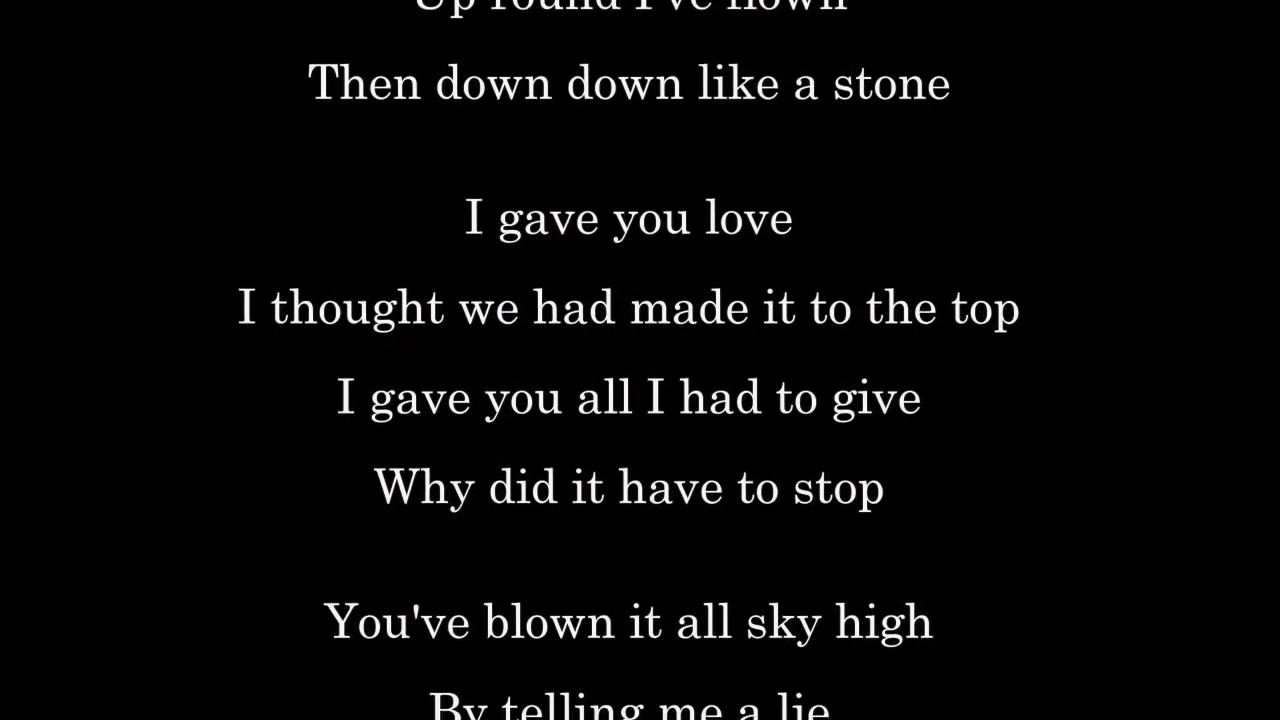 Up round I've flown
Then down down like a stone
I gave you love
I thought we had made it to the top
I gave you all I had to give
Why did it have to stop
You've blown it all sky high
By telling me a lie